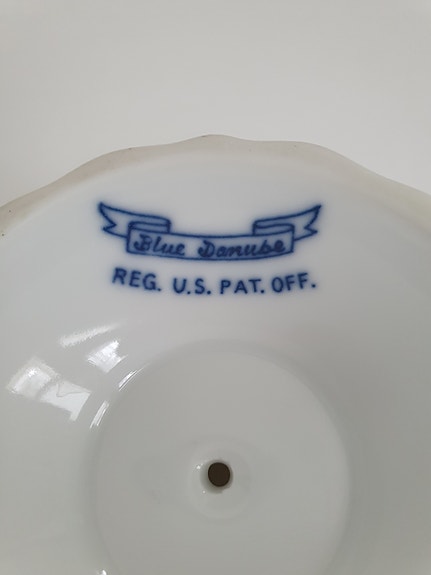 Blue Danube
REG. U.S. PAT. OFF.